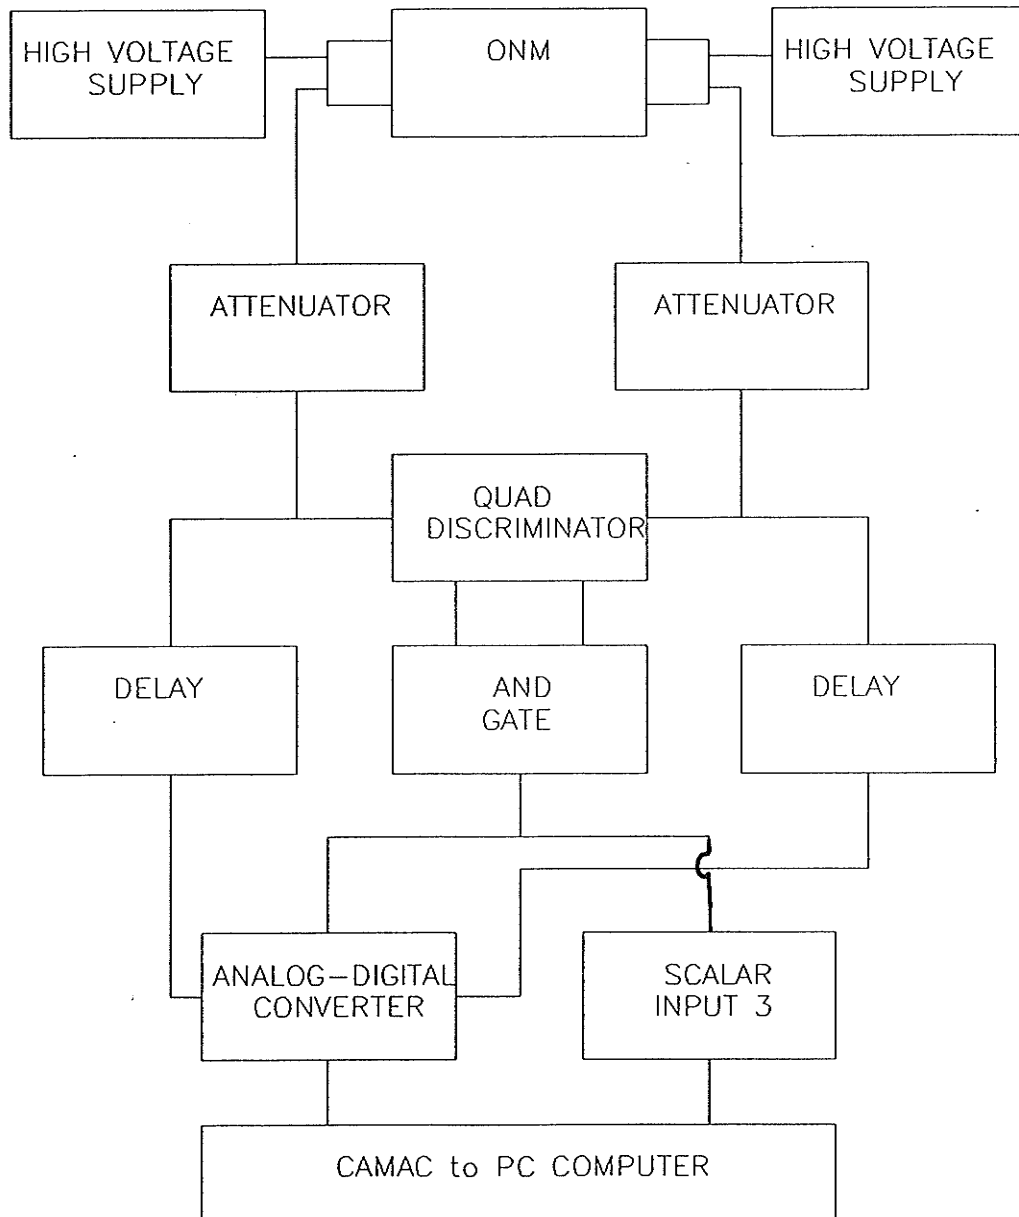 HIGH VOLTAGE
SUPPLY
ONM
HIGH VOLTAGE
SUPPLY
ATTENUATOR
ATTENUATOR
QUAD
DISCRIMINATOR
DELAY
AND
GATE
DELAY
ANALOG-DIGITAL
CONVERTER
SCALAR
INPUT 3
CAMAC to PC COMPUTER